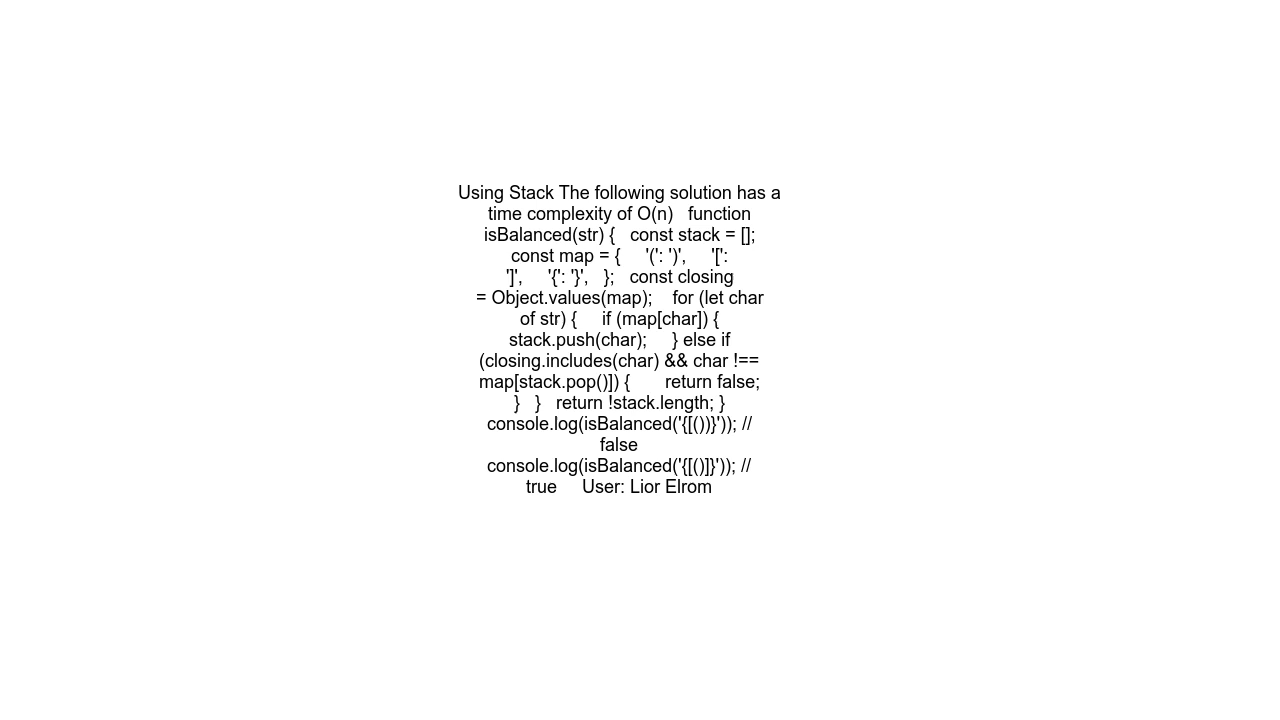 Using Stack The following solution has a
time complexity of O(n)   function
isBalanced(str) {   const stack = [];
const map = {     '(': ')',     '[':
']',     '{': '}',   };   const closing
= Object.values(map);    for (let char
of str) {     if (map[char]) {
stack.push(char);     } else if
(closing.includes(char) && char !==
map[stack.pop()]) {       return false;
}   }   return !stack.length; }
console.log(isBalanced('{[())}')); //
false
console.log(isBalanced('{[()]}')); //
true     User: Lior Elrom